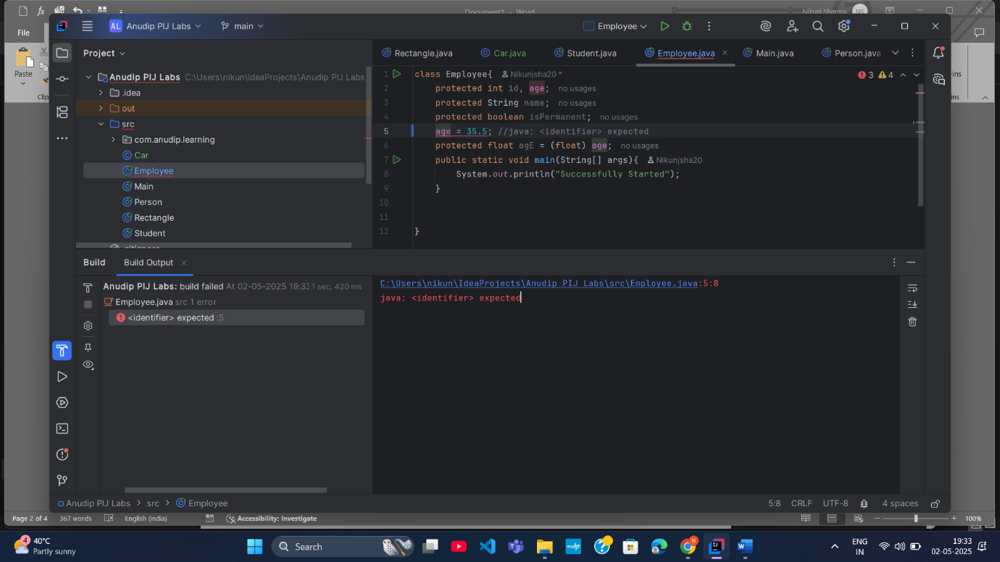 Document1 - Word
Nikunj Sharma NS
File
Paste
AL Anudip PIJ Labs main Employee
Project
Rectangle.java Car.java Student.java Employee.java Main.java Person.java
Anudip PIJ Labs C:\Users\nikun\IdeaProjects\Anudip PIJ Labs
.idea
out
src
com.anudip.learning
Car
Employee
Main
Person
Rectangle
Student
.gitignore
3 4
1 class Employee{ Nikunjsha20 *
2 protected int id, age; no usages
3 protected String name; no usages
4 protected boolean isPermanent; no usages
5 age = 35.5; //java: <identifier> expected
6 protected float agE = (float) age; no usages
7 public static void main(String[] args){ Nikunjsha20
8 System.out.println("Successfully Started");
9 }
10
11
12 }
Build Build Output
Anudip PIJ Labs: build failed At 02-05-2025 19:33 1 sec, 420 ms
Employee.java src 1 error
<identifier> expected :5
C:\Users\nikun\IdeaProjects\Anudip PIJ Labs\src\Employee.java:5:8
java: <identifier> expected
Anudip PIJ Labs > src > Employee
5:8 CRLF UTF-8 4 spaces
Page 2 of 4 367 words English (India) Accessibility: Investigate 100%
4 40°C
Partly sunny
Search
ENG
IN
19:33
02-05-2025